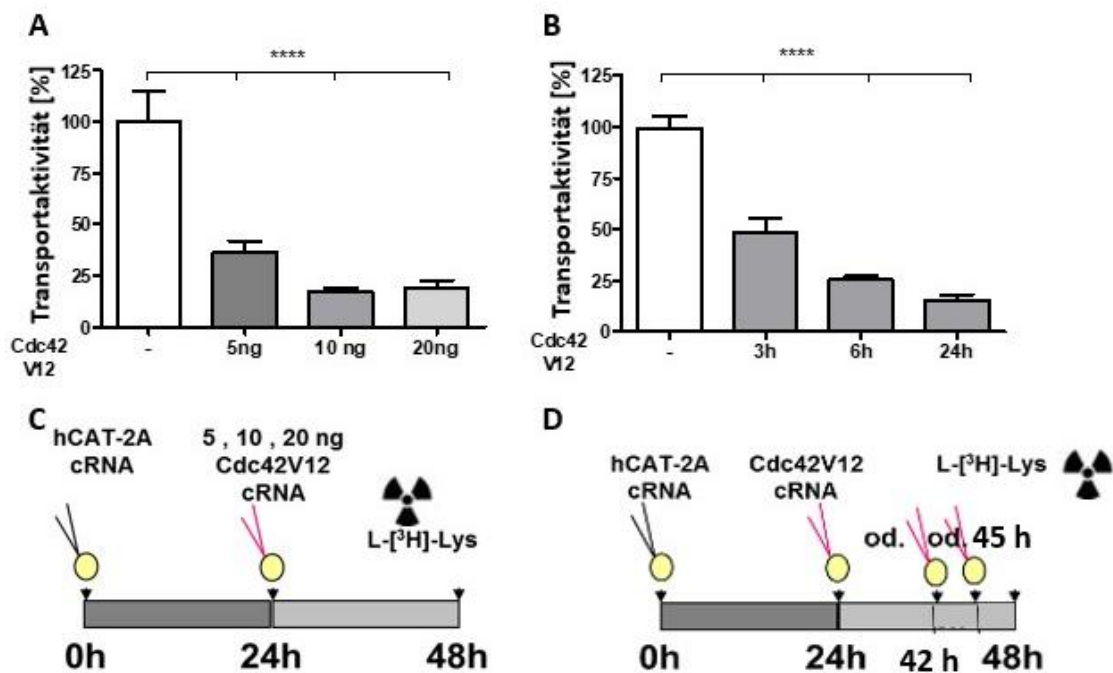 A
****
Transportaktivität [%]
125
100
75
50
25
0
Cdc42
V12
-
5ng
10 ng
20ng
B
****
Transportaktivität [%]
125
100
75
50
25
0
Cdc42
V12
-
3h
6h
24h
C
hCAT-2A
cRNA
5 , 10 , 20 ng
Cdc42V12
cRNA
L-[³H]-Lys
0h
24h
48h
D
hCAT-2A
cRNA
Cdc42V12
cRNA
L-[³H]-Lys
od. od. 45 h
0h
24h
42 h
48h